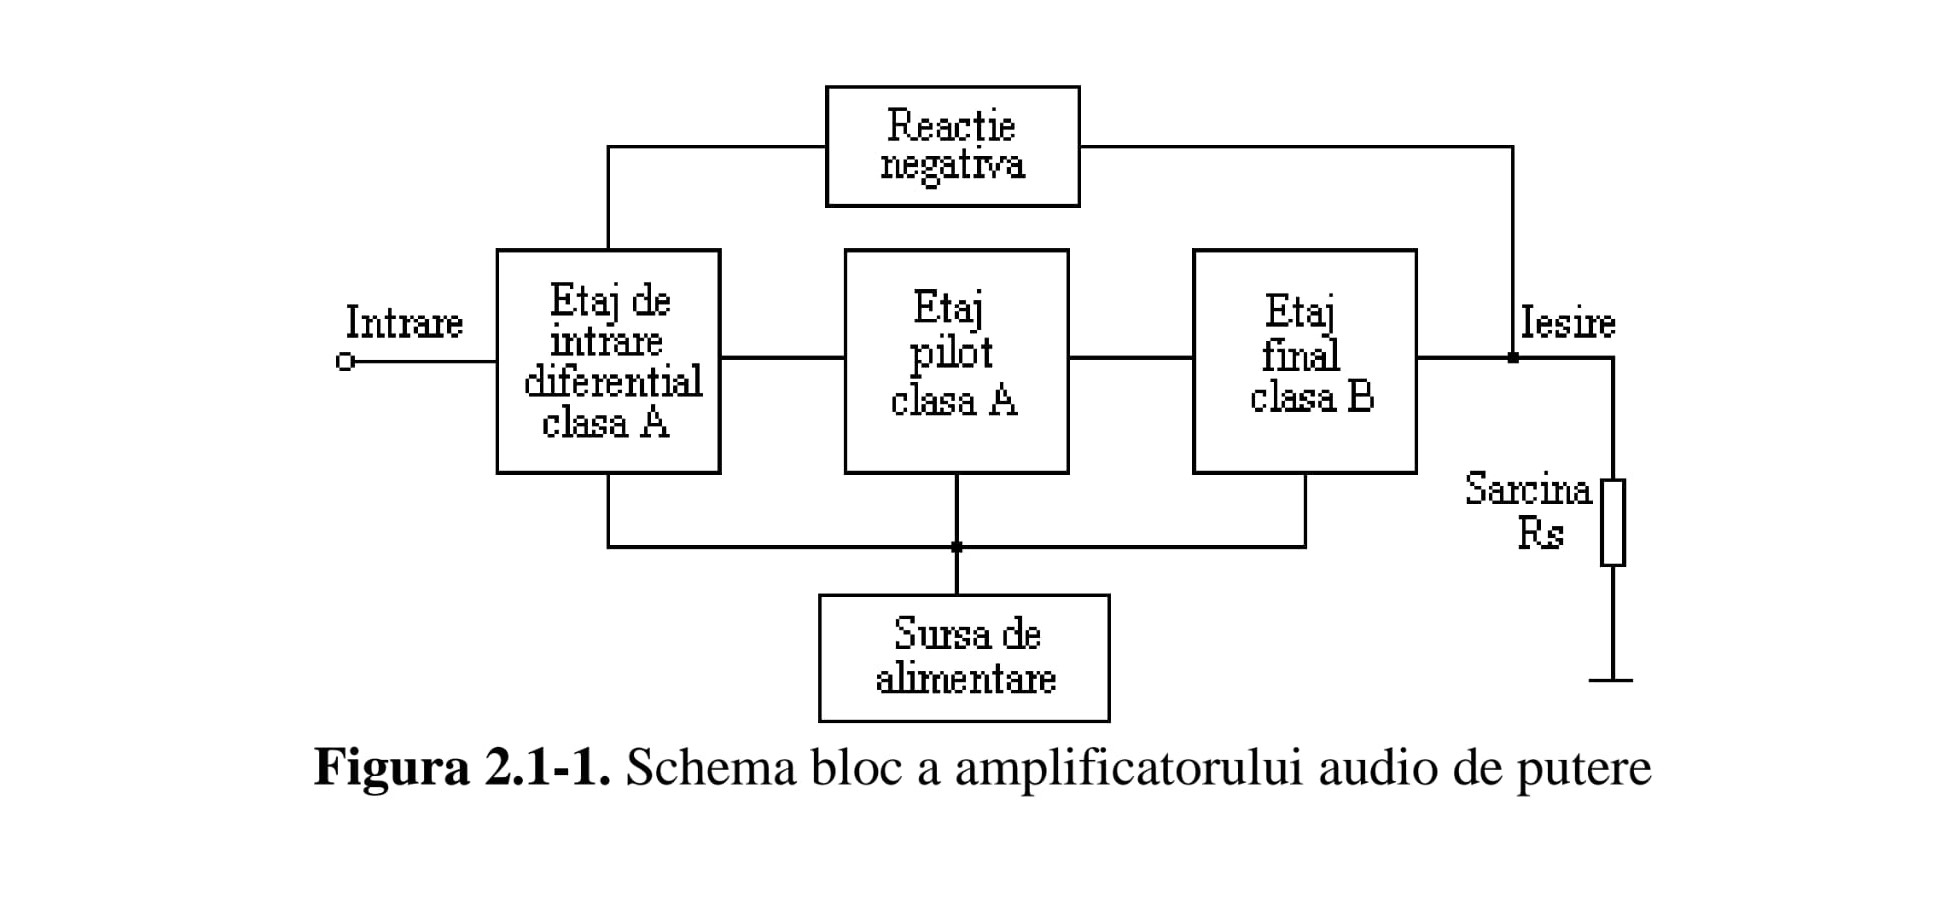 Reacție
negativa
Intrare
Etaj de
intrare
diferential
clasa A
Etaj
pilot
clasa A
Etaj
final
clasa B
Iesire
Sarcina
Rs
Sursa de
alimentare
Figura 2.1-1. Schema bloc a amplificatorului audio de putere